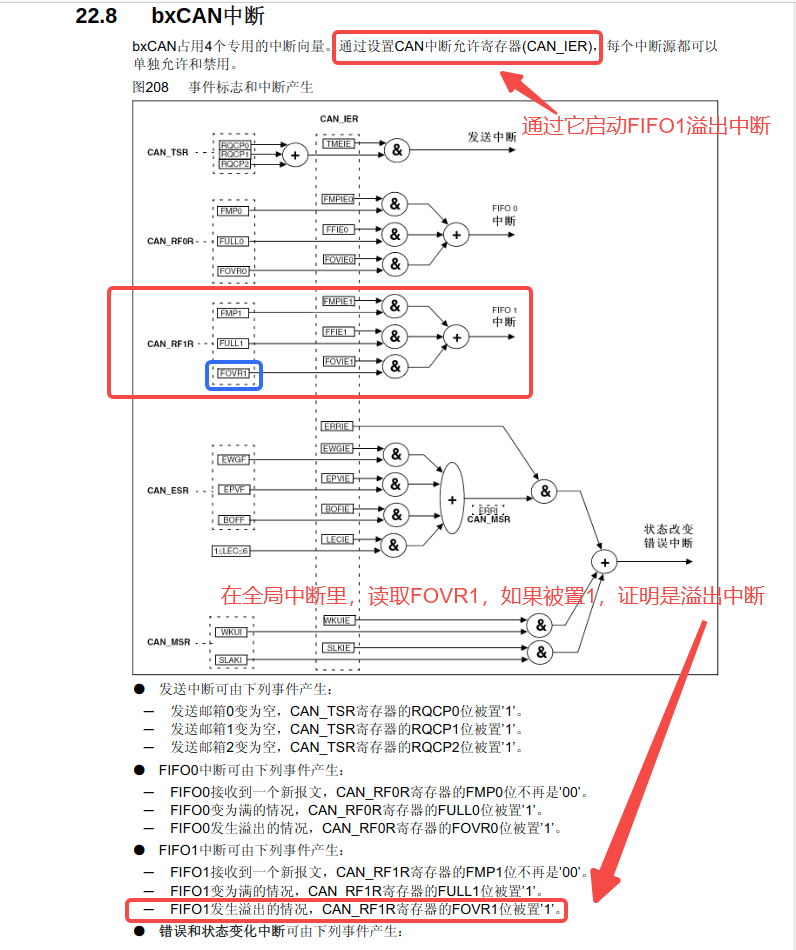 22.8 bxCAN中断
bxCAN占用4个专用的中断向量。通过设置CAN中断允许寄存器(CAN_IER)，每个中断源都可以
单独允许和禁用。
图208 事件标志和中断产生
通过它启动FIFO1溢出中断
CAN_IER
发送中断
CAN_TSR
RQCP0
RQCP1
RQCP2
+
TMEIE
&
CAN_RF0R
FMP0
FULL0
FOVR0
FMPIE0
FFIE0
FOVIE0
&
&
&
+
FIFO 0
中断
CAN_RF1R
FMP1
FULL1
FOVR1
FMPIE1
FFIE1
FOVIE1
&
&
&
+
FIFO 1
中断
ERRIE
CAN_ESR
EWGF
EPVF
BOFF
1≤LEC≤6
EWGIE
EPVIE
BOFIE
LECIE
&
&
&
&
+
CAN_MSR
&
+
状态改变
错误中断
在全局中断里，读取FOVR1，如果被置1，证明是溢出中断
CAN_MSR
WKUI
SLAKI
WKUIE
SLKIE
&
&
● 发送中断可由下列事件产生：
— 发送邮箱0变为空，CAN_TSR寄存器的RQCP0位被置'1'。
— 发送邮箱1变为空，CAN_TSR寄存器的RQCP1位被置'1'。
— 发送邮箱2变为空，CAN_TSR寄存器的RQCP2位被置'1'。
● FIFO0中断可由下列事件产生：
— FIFO0接收到一个新报文，CAN_RF0R寄存器的FMP0位不再是'00'。
— FIFO0变为满的情况，CAN_RF0R寄存器的FULL0位被置'1'。
— FIFO0发生溢出的情况，CAN_RF0R寄存器的FOVR0位被置'1'。
● FIFO1中断可由下列事件产生：
— FIFO1接收到一个新报文，CAN_RF1R寄存器的FMP1位不再是'00'。
— FIFO1变为满的情况，CAN_RF1R寄存器的FULL1位被置'1'。
— FIFO1发生溢出的情况，CAN_RF1R寄存器的FOVR1位被置'1'。
● 错误和状态变化中断可由下列事件产生：